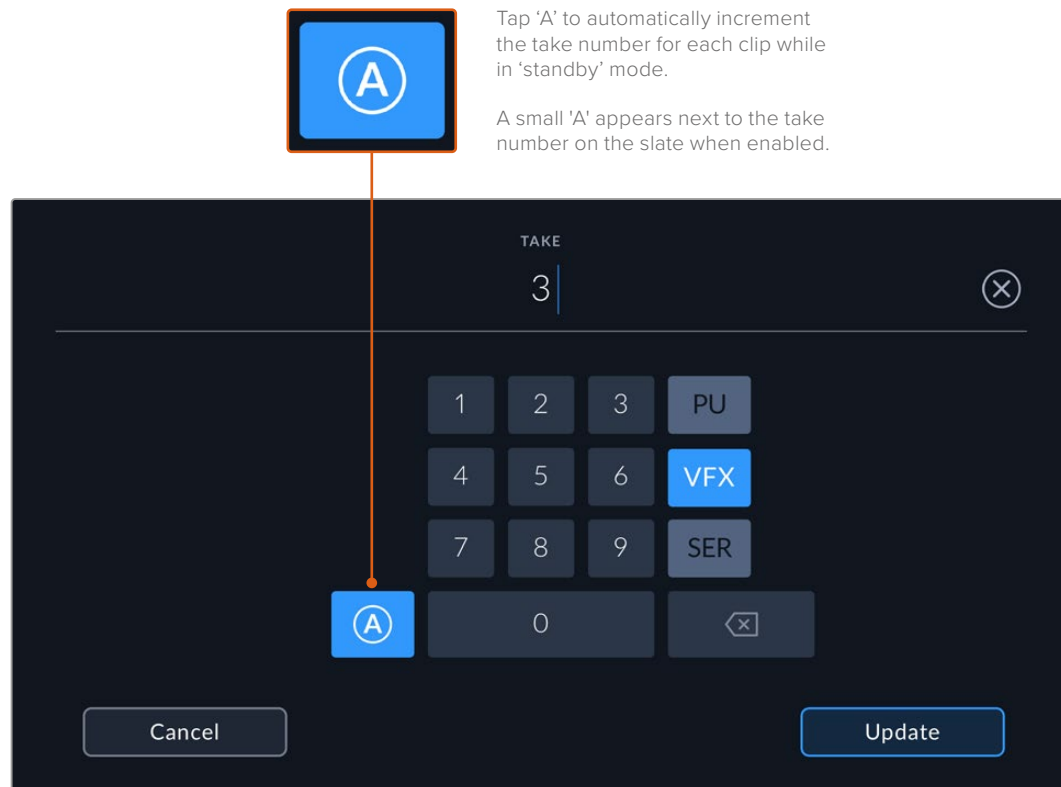 A
Tap ‘A’ to automatically increment
the take number for each clip while
in ‘standby’ mode.
A small 'A' appears next to the take
number on the slate when enabled.
TAKE
3
1 2 3 PU
4 5 6 VFX
7 8 9 SER
A 0
Cancel Update